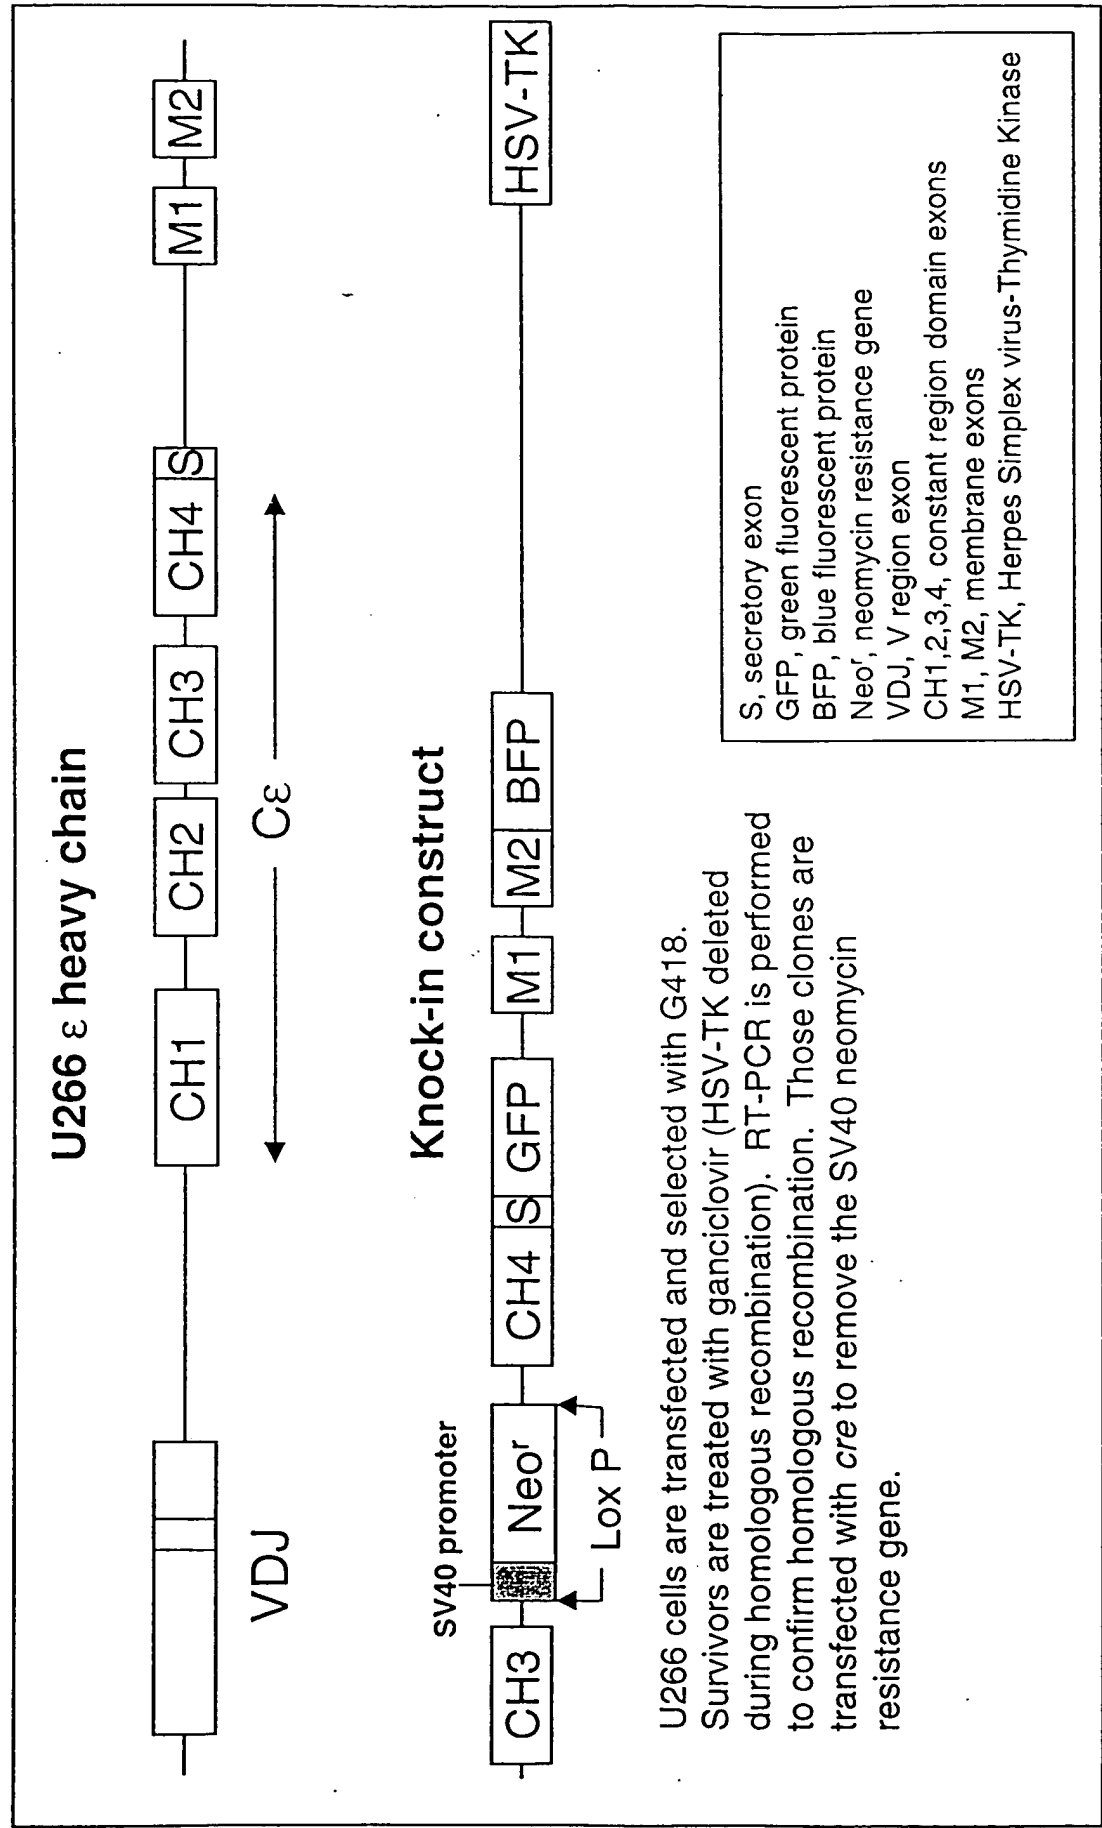 U266 ε heavy chain
VDJ
CH1
CH2
CH3
CH4
S
M1
M2
Cε
Knock-in construct
SV40 promoter
CH3
Neoʳ
CH4
S
GFP
M1
M2
BFP
HSV-TK
Lox P
U266 cells are transfected and selected with G418.
Survivors are treated with ganciclovir (HSV-TK deleted
during homologous recombination). RT-PCR is performed
to confirm homologous recombination. Those clones are
transfected with cre to remove the SV40 neomycin
resistance gene.
S, secretory exon
GFP, green fluorescent protein
BFP, blue fluorescent protein
Neoʳ, neomycin resistance gene
VDJ, V region exon
CH1,2,3,4, constant region domain exons
M1, M2, membrane exons
HSV-TK, Herpes Simplex virus-Thymidine Kinase